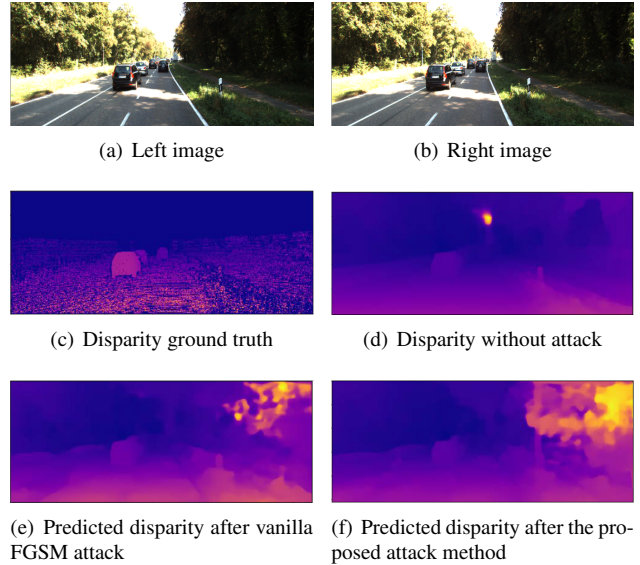 (a) Left image
(b) Right image
(c) Disparity ground truth
(d) Disparity without attack
(e) Predicted disparity after vanilla
FGSM attack
(f) Predicted disparity after the pro-
posed attack method